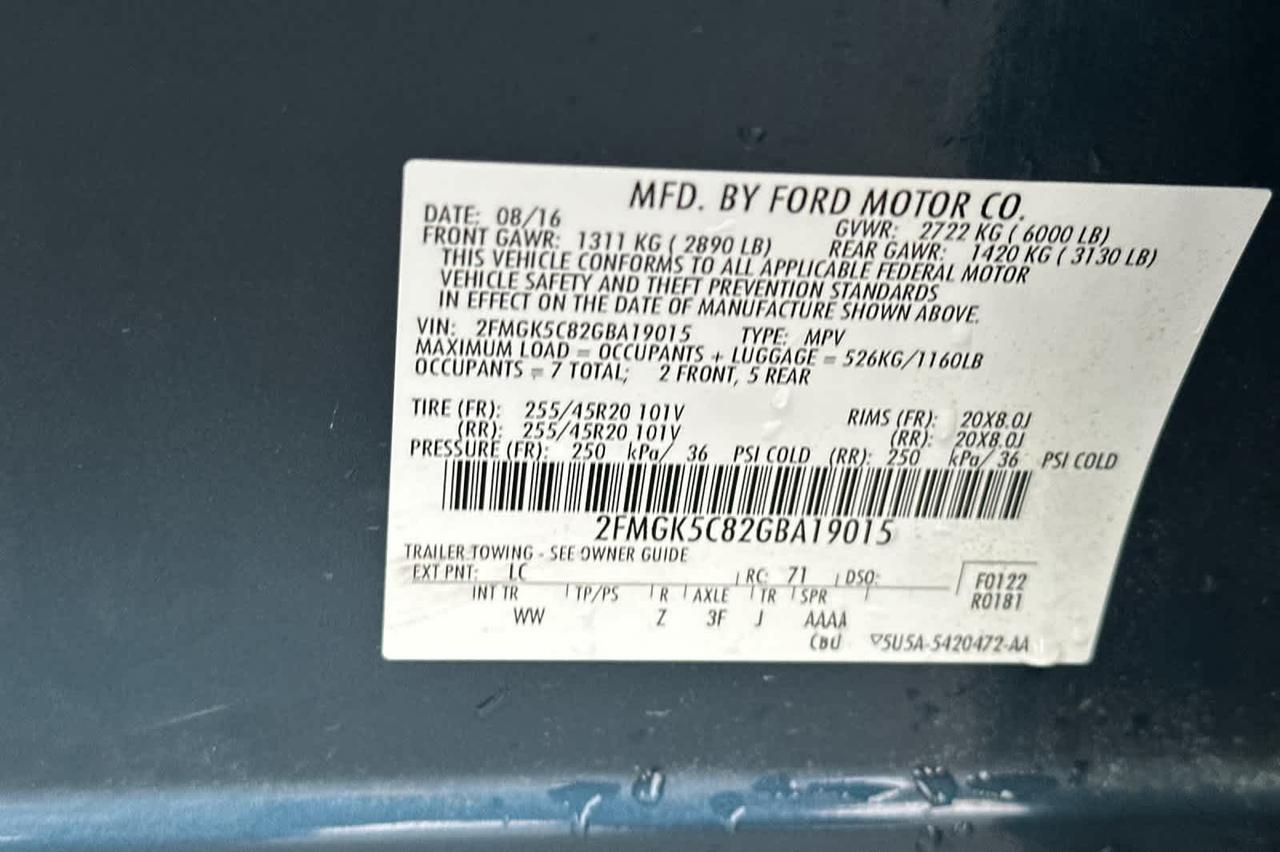 MFD. BY FORD MOTOR CO.
DATE: 08/16 GVWR: 2722 KG ( 6000 LB)
FRONT GAWR: 1311 KG ( 2890 LB) REAR GAWR: 1420 KG ( 3130 LB)
THIS VEHICLE CONFORMS TO ALL APPLICABLE FEDERAL MOTOR
VEHICLE SAFETY AND THEFT PREVENTION STANDARDS
IN EFFECT ON THE DATE OF MANUFACTURE SHOWN ABOVE.
VIN: 2FMGK5C82GBA19015 TYPE: MPV
MAXIMUM LOAD = OCCUPANTS + LUGGAGE = 526KG/1160LB
OCCUPANTS = 7 TOTAL; 2 FRONT, 5 REAR
TIRE (FR): 255/45R20 101V RIMS (FR): 20X8.0J
(RR): 255/45R20 101V (RR): 20X8.0J
PRESSURE (FR): 250 kPa/ 36 PSI COLD (RR): 250 kPa/ 36 PSI COLD
2FMGK5C82GBA19015
TRAILER TOWING - SEE OWNER GUIDE
EXT PNT: LC RC: 71 DSO: F0122
INT TR TP/PS R AXLE TR SPR R0181
WW Z 3F J AAAA
CBU 5U5A-5420472-AA